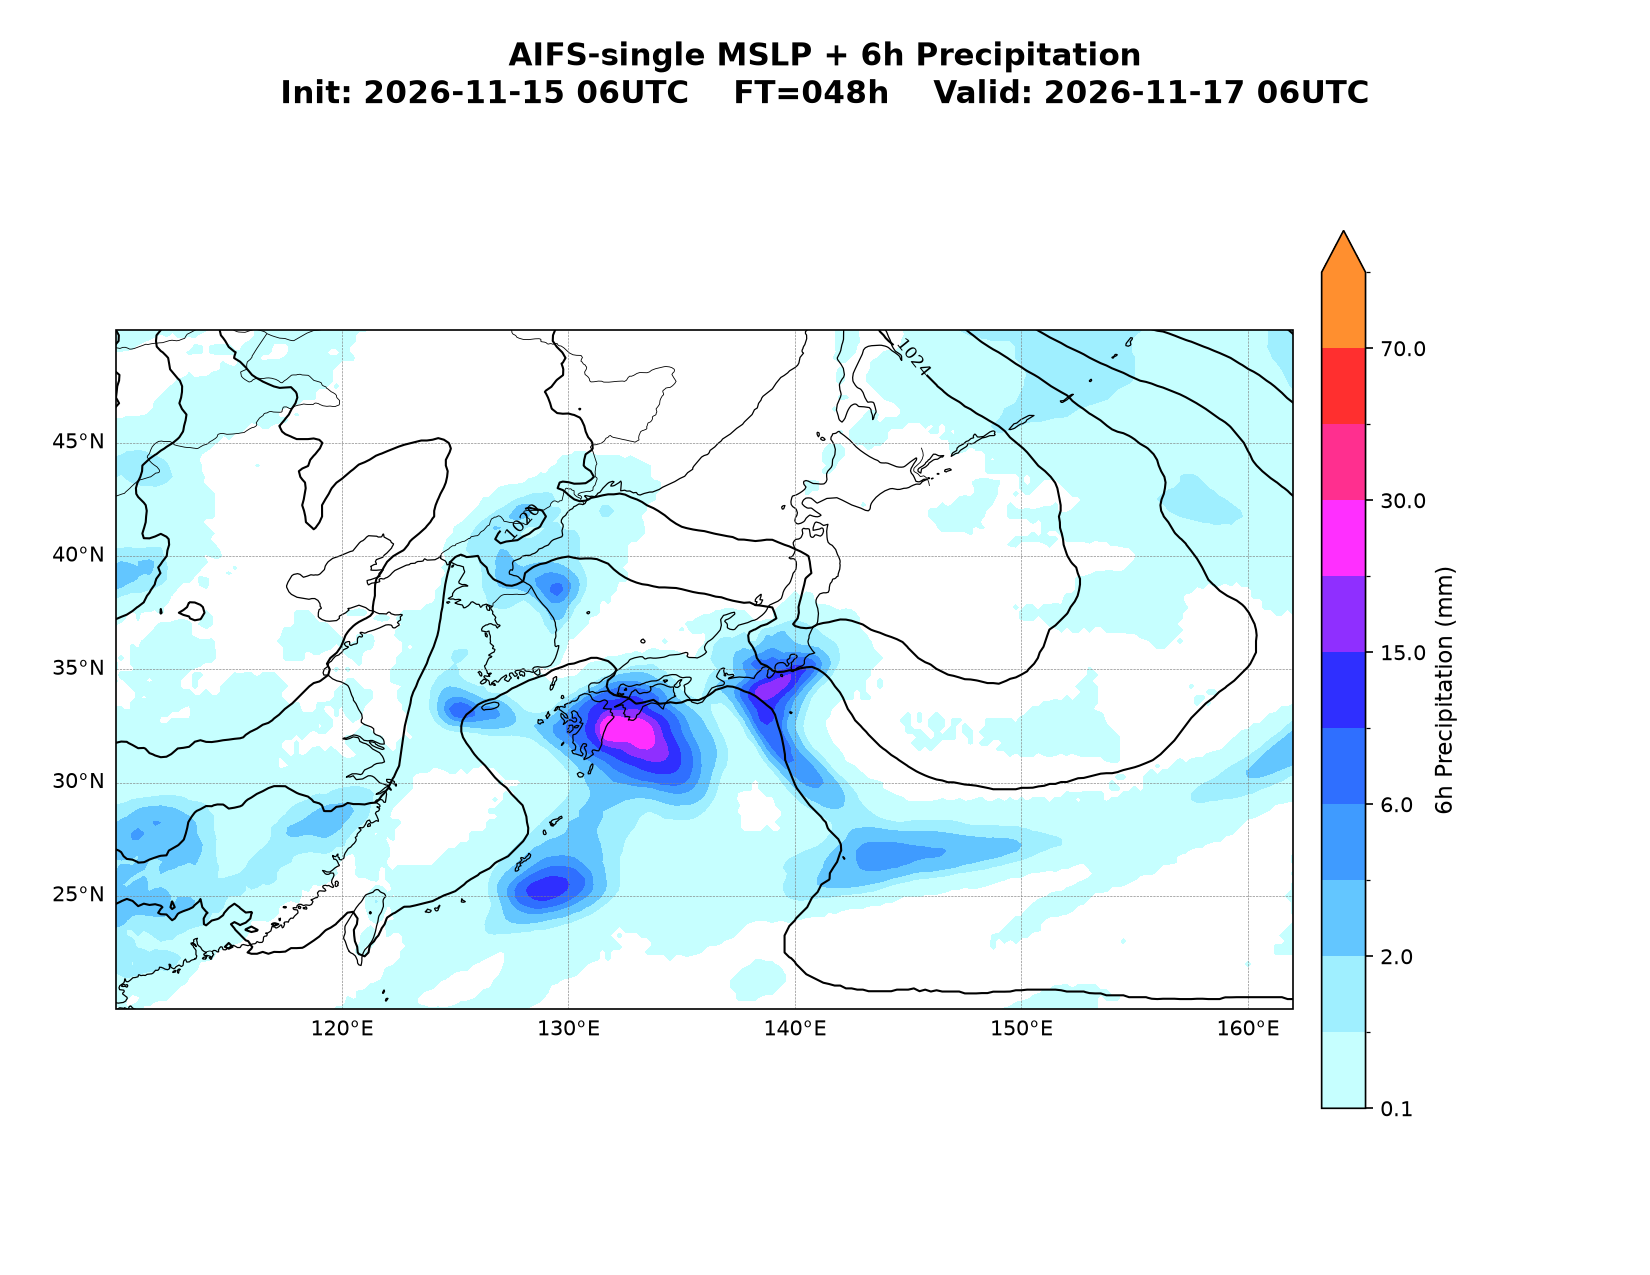 AIFS-single MSLP + 6h Precipitation
Init: 2026-11-15 06UTC    FT=048h    Valid: 2026-11-17 06UTC
1024
1020
45°N
40°N
35°N
30°N
25°N
120°E
130°E
140°E
150°E
160°E
70.0
30.0
15.0
6.0
2.0
0.1
6h Precipitation (mm)